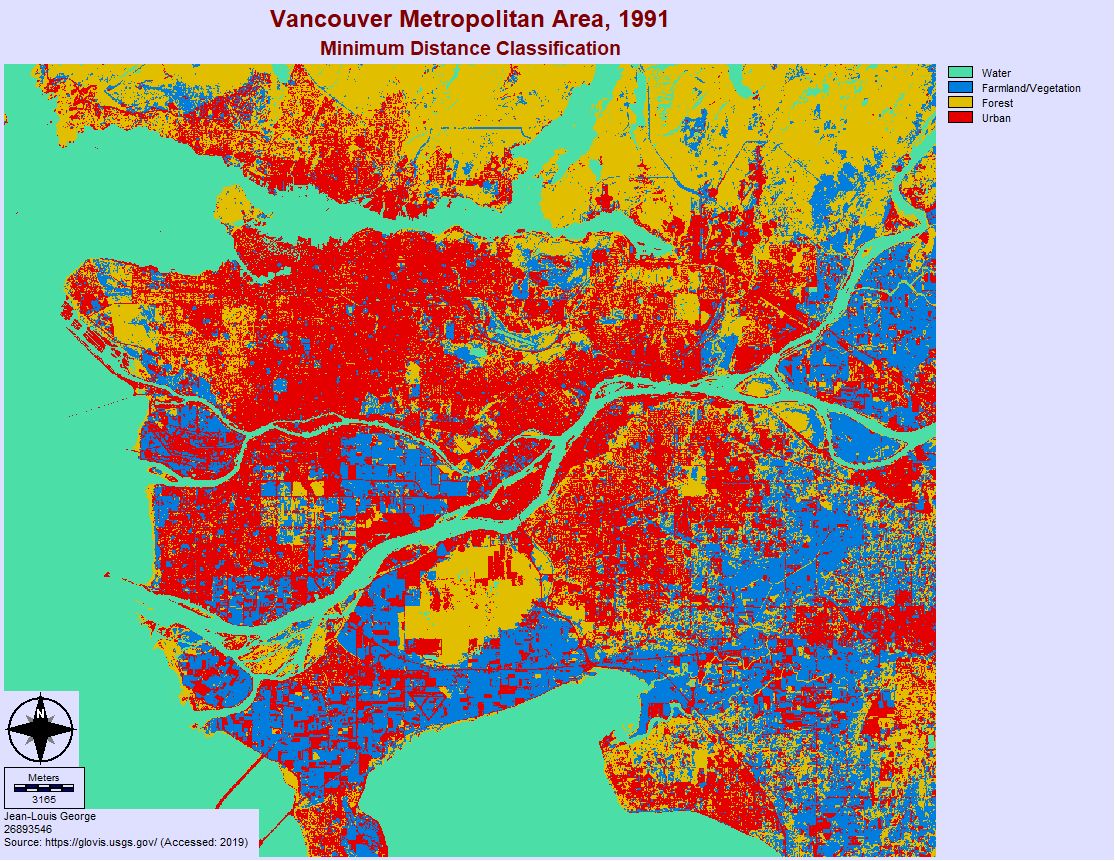 Vancouver Metropolitan Area, 1991
Minimum Distance Classification
Water
Farmland/Vegetation
Forest
Urban
N
Meters
3165
Jean-Louis George
26893546
Source: https://glovis.usgs.gov/ (Accessed: 2019)